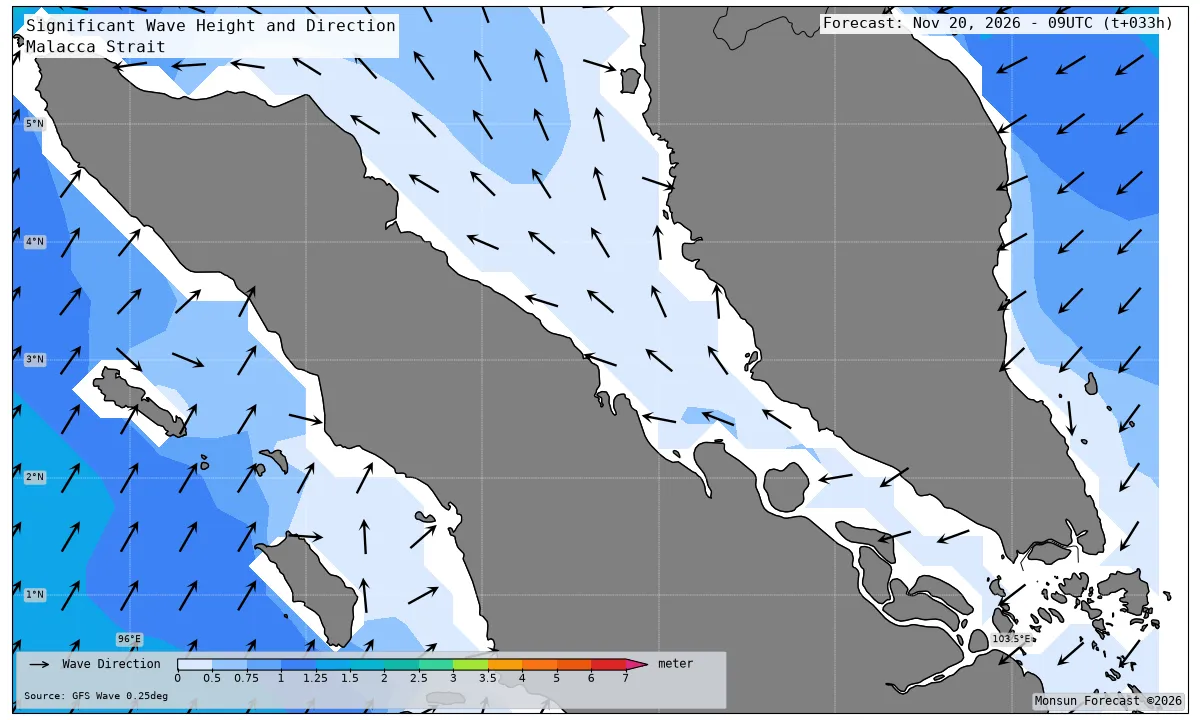 Significant Wave Height and Direction
Malacca Strait
Forecast: Nov 20, 2026 - 09UTC (t+033h)
5°N
4°N
3°N
2°N
1°N
96°E
103.5°E
Wave Direction
meter
0 0.5 0.75 1 1.25 1.5 2 2.5 3 3.5 4 5 6 7
Source: GFS Wave 0.25deg
Monsun Forecast ©2026